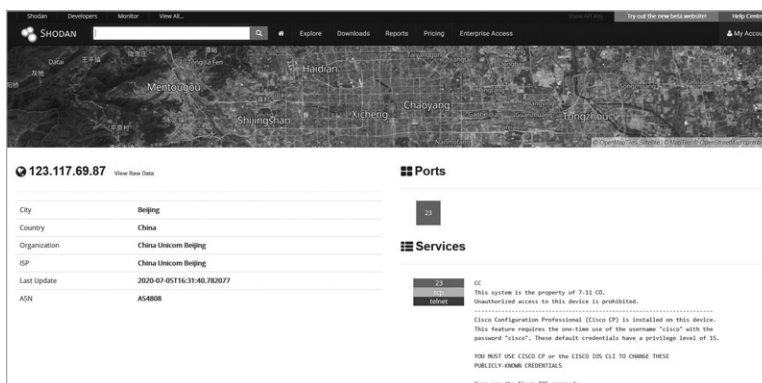 Shodan Developers Monitor View All...
Show API Key Try out the new beta website! Help Cente
SHODAN Explore Downloads Reports Pricing Enterprise Access My Accou
Datai
Haidian
Mentougou
Chaoyang
Shijingshan Xicheng Tongzhou
123.117.69.87 View Raw Data
City Beijing
Country China
Organization China Unicom Beijing
ISP China Unicom Beijing
Last Update 2020-07-05T16:31:40.782077
ASN AS4808
Ports
23
Services
23
tcp
telnet
CC
This system is the property of 7-11 CO.
Unauthorized access to this device is prohibited.
Cisco Configuration Professional (Cisco CP) is installed on this device.
This feature requires the one-time use of the username "cisco" with the
password "cisco". These default credentials have a privilege level of 15.
YOU MUST USE CISCO CP or the CISCO IOS CLI TO CHANGE THESE
PUBLICLY-KNOWN CREDENTIALS